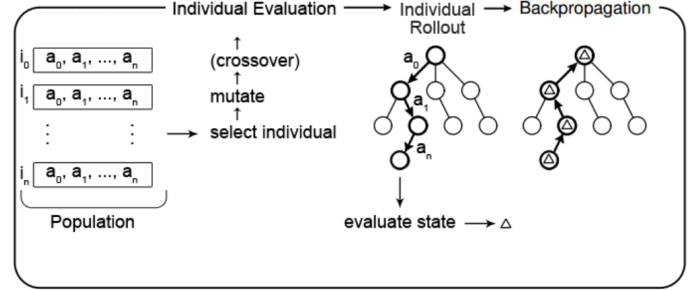 Individual Evaluation → Individual Rollout → Backpropagation
i0 a0, a1, ..., an
i1 a0, a1, ..., an
⋮ ⋮
in a0, a1, ..., an
Population
→ select individual
↑
mutate
↑
(crossover)
↑
a0
a1
an
evaluate state → △
△
△
△
△